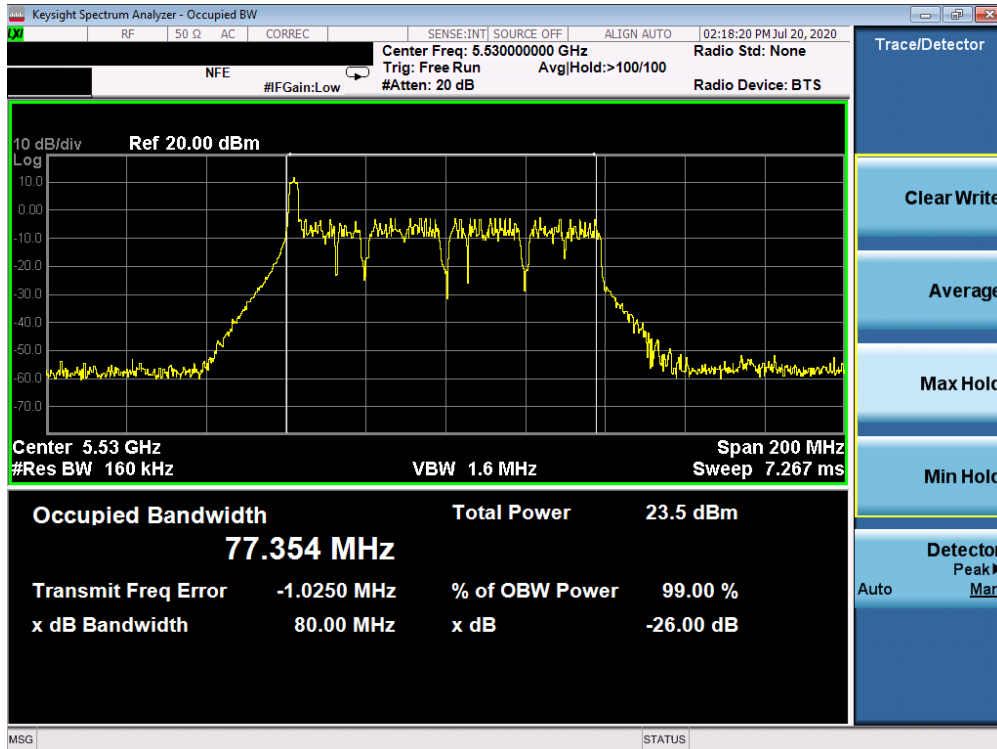 Keysight Spectrum Analyzer - Occupied BW
LXI RF 50 Ω AC CORREC SENSE:INT SOURCE OFF ALIGN AUTO 02:18:20 PM Jul 20, 2020
Center Freq: 5.530000000 GHz Radio Std: None
NFE Trig: Free Run Avg|Hold:>100/100
#IFGain:Low #Atten: 20 dB Radio Device: BTS
Trace/Detector
10 dB/div Ref 20.00 dBm
Log
10.0
0.00
-10.0
-20.0
-30.0
-40.0
-50.0
-60.0
-70.0
Center 5.53 GHz Span 200 MHz
#Res BW 160 kHz VBW 1.6 MHz Sweep 7.267 ms
Occupied Bandwidth Total Power 23.5 dBm
77.354 MHz
Transmit Freq Error -1.0250 MHz % of OBW Power 99.00 %
x dB Bandwidth 80.00 MHz x dB -26.00 dB
Clear Write
Average
Max Hold
Min Hold
Detector
Peak▶
Auto Man
MSG STATUS